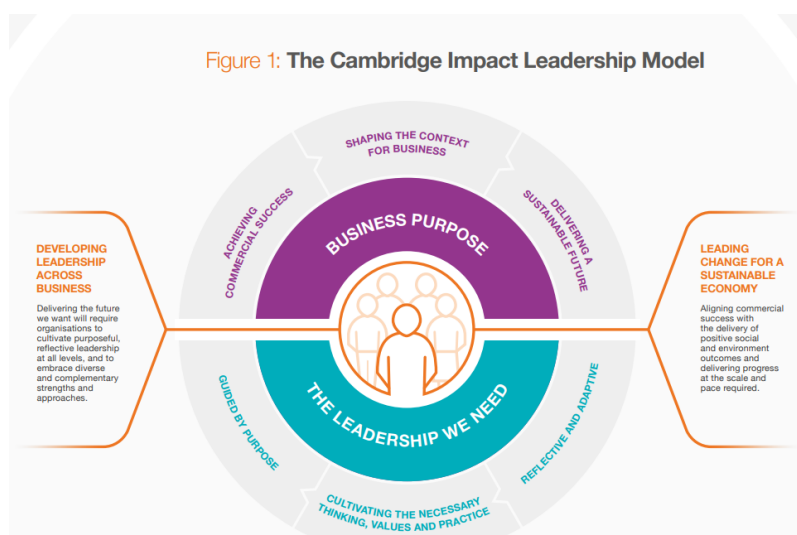 Figure 1: The Cambridge Impact Leadership Model
SHAPING THE CONTEXT
FOR BUSINESS
ACHIEVING
COMMERCIAL SUCCESS
DELIVERING A
SUSTAINABLE FUTURE
BUSINESS PURPOSE
DEVELOPING
LEADERSHIP
ACROSS
BUSINESS
Delivering the future
we want will require
organisations to
cultivate purposeful,
reflective leadership
at all levels, and to
embrace diverse
and complementary
strengths and
approaches.
LEADING
CHANGE FOR A
SUSTAINABLE
ECONOMY
Aligning commercial
success with
the delivery of
positive social
and environment
outcomes and
delivering progress
at the scale and
pace required.
THE LEADERSHIP WE NEED
GUIDED BY PURPOSE
REFLECTIVE AND ADAPTIVE
CULTIVATING THE NECESSARY
THINKING, VALUES AND PRACTICE